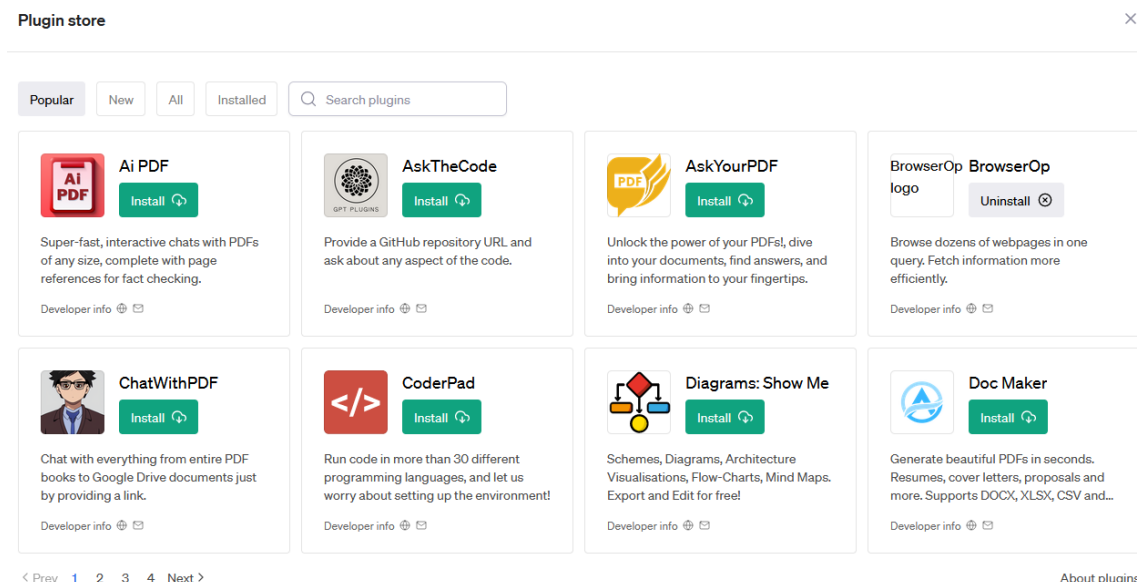 Plugin store
Popular
New
All
Installed
Search plugins
Ai PDF
Ai
PDF
Install
Super-fast, interactive chats with PDFs
of any size, complete with page
references for fact checking.
Developer info
AskTheCode
GPT PLUGINS
Install
Provide a GitHub repository URL and
ask about any aspect of the code.
Developer info
AskYourPDF
PDF
Install
Unlock the power of your PDFs!, dive
into your documents, find answers, and
bring information to your fingertips.
Developer info
BrowserOp
logo
BrowserOp
Uninstall
Browse dozens of webpages in one
query. Fetch information more
efficiently.
Developer info
ChatWithPDF
Install
Chat with everything from entire PDF
books to Google Drive documents just
by providing a link.
Developer info
CoderPad
</>
Install
Run code in more than 30 different
programming languages, and let us
worry about setting up the environment!
Developer info
Diagrams: Show Me
Install
Schemes, Diagrams, Architecture
Visualisations, Flow-Charts, Mind Maps.
Export and Edit for free!
Developer info
Doc Maker
Install
Generate beautiful PDFs in seconds.
Resumes, cover letters, proposals and
more. Supports DOCX, XLSX, CSV and...
Developer info
< Prev 1 2 3 4 Next >
About plugins